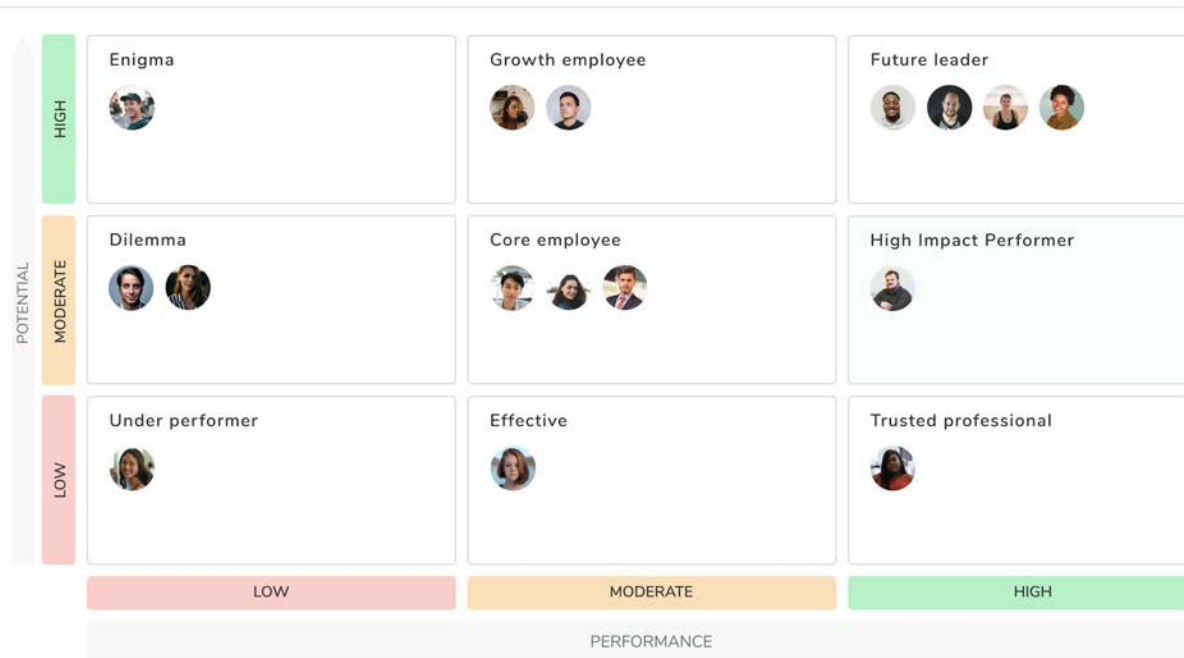 HIGH
Enigma
Growth employee
Future leader
POTENTIAL
MODERATE
Dilemma
Core employee
High Impact Performer
LOW
Under performer
Effective
Trusted professional
LOW
MODERATE
HIGH
PERFORMANCE